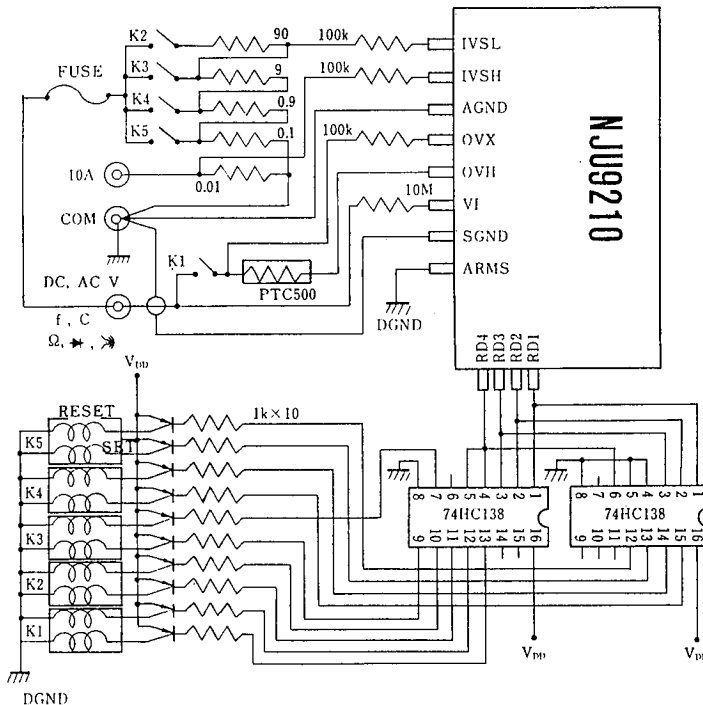 K2
90
100k
IVSL
K3
FUSE
9
100k
IVSH
K4
0.9
AGND
K5
0.1
100k
OVX
10A
0.01
OVH
10M
COM
VI
SGND
K1
ARMS
DC, AC V
PTC500
DGND
f , C
Ω,
NJU9210
RD4
RD3
RD2
RD1
VDD
RESET
1k×10
K5
SET
K4
K3
K2
K1
DGND
8 7 6 5 4 3 2 1
74HC138
9 10 11 12 13 14 15 16
8 7 6 5 4 3 2 1
74HC138
9 10 11 12 13 14 15 16
VDD
VDD